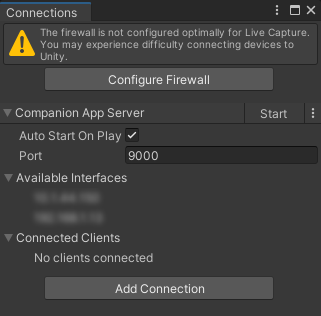 Connections
The firewall is not configured optimally for Live Capture.
You may experience difficulty connecting devices to
Unity.
Configure Firewall
Companion App Server
Start
Auto Start On Play
Port
9000
Available Interfaces
Connected Clients
No clients connected
Add Connection